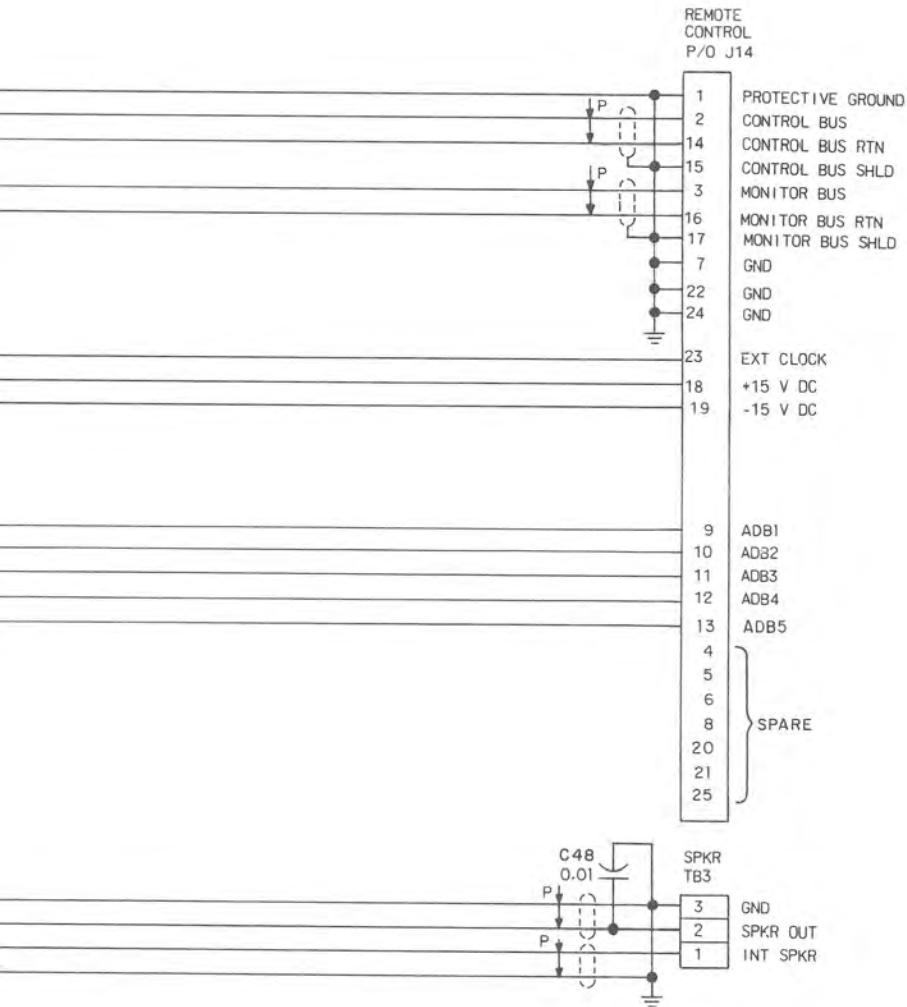 REMOTE
CONTROL
P/O J14
1 PROTECTIVE GROUND
P
2 CONTROL BUS
14 CONTROL BUS RTN
15 CONTROL BUS SHLD
P
3 MONITOR BUS
16 MONITOR BUS RTN
17 MONITOR BUS SHLD
7 GND
22 GND
24 GND
23 EXT CLOCK
18 +15 V DC
19 -15 V DC
9 ADB1
10 ADB2
11 ADB3
12 ADB4
13 ADB5
4
5
6
8 SPARE
20
21
25
C48
0.01
SPKR
TB3
P
3 GND
2 SPKR OUT
P
1 INT SPKR